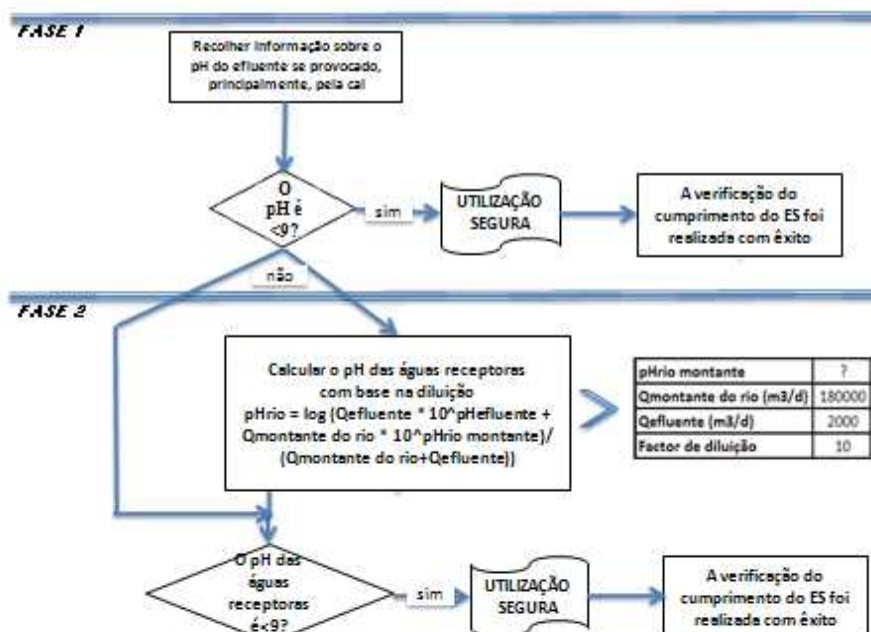 FASE 1
Recolher informação sobre o
pH do efluente se provocado,
principalmente, pela cal
O
pH é
<9?
sim
UTILIZAÇÃO
SEGURA
A verificação do
cumprimento do ES foi
realizada com êxito
não
FASE 2
Calcular o pH das águas receptoras
com base na diluição
pHrio = log (Qefluente * 10^pHefluente +
Qmontante do rio * 10^pHrio montante)/
(Qmontante do rio+Qefluente))
pHrio montante ?
Qmontante do rio (m3/d) 180000
Qefluente (m3/d) 2000
Factor de diluição 10
O pH das
águas
receptoras
é<9?
sim
UTILIZAÇÃO
SEGURA
A verificação do
cumprimento do ES foi
realizada com êxito